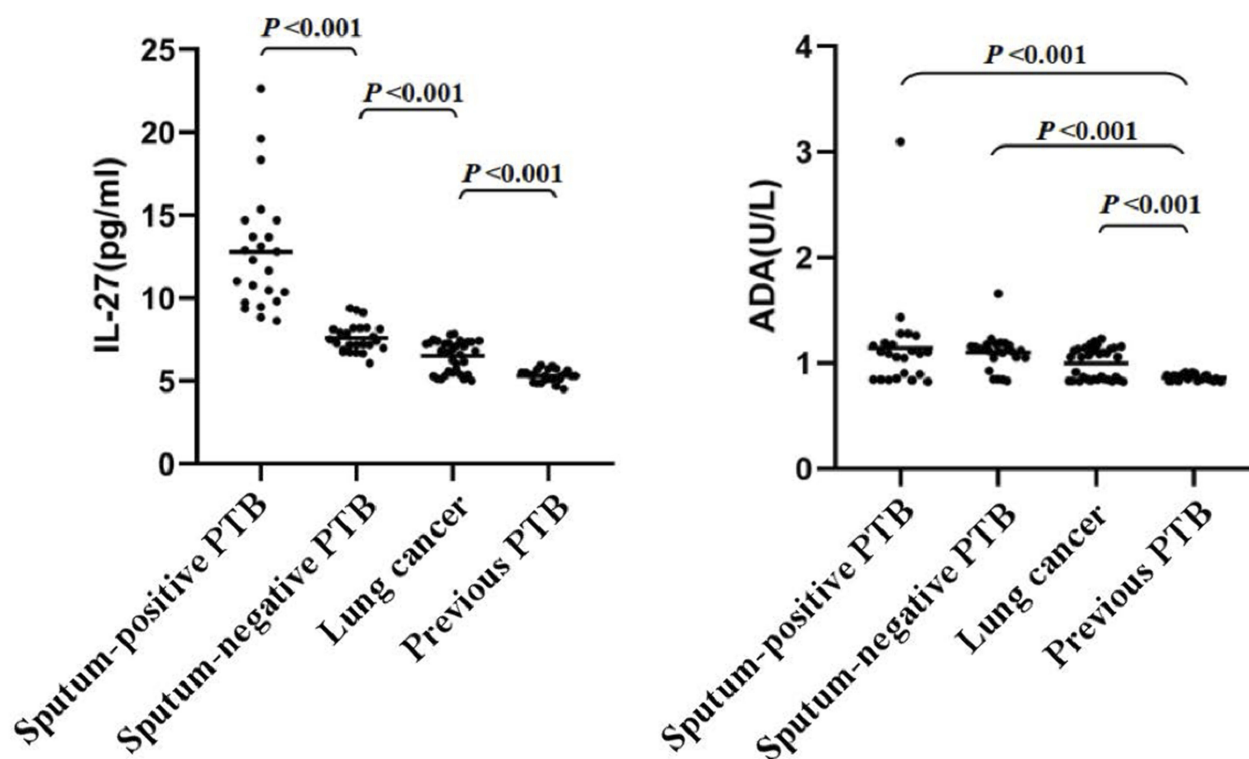 P<0.001
25
P<0.001
20
P<0.001
15
10
5
0
IL-27(pg/ml)
Sputum-positive PTB
Sputum-negative PTB
Lung cancer
Previous PTB
4
P<0.001
3
P<0.001
P<0.001
2
1
0
ADA(U/L)
Sputum-positive PTB
Sputum-negative PTB
Lung cancer
Previous PTB